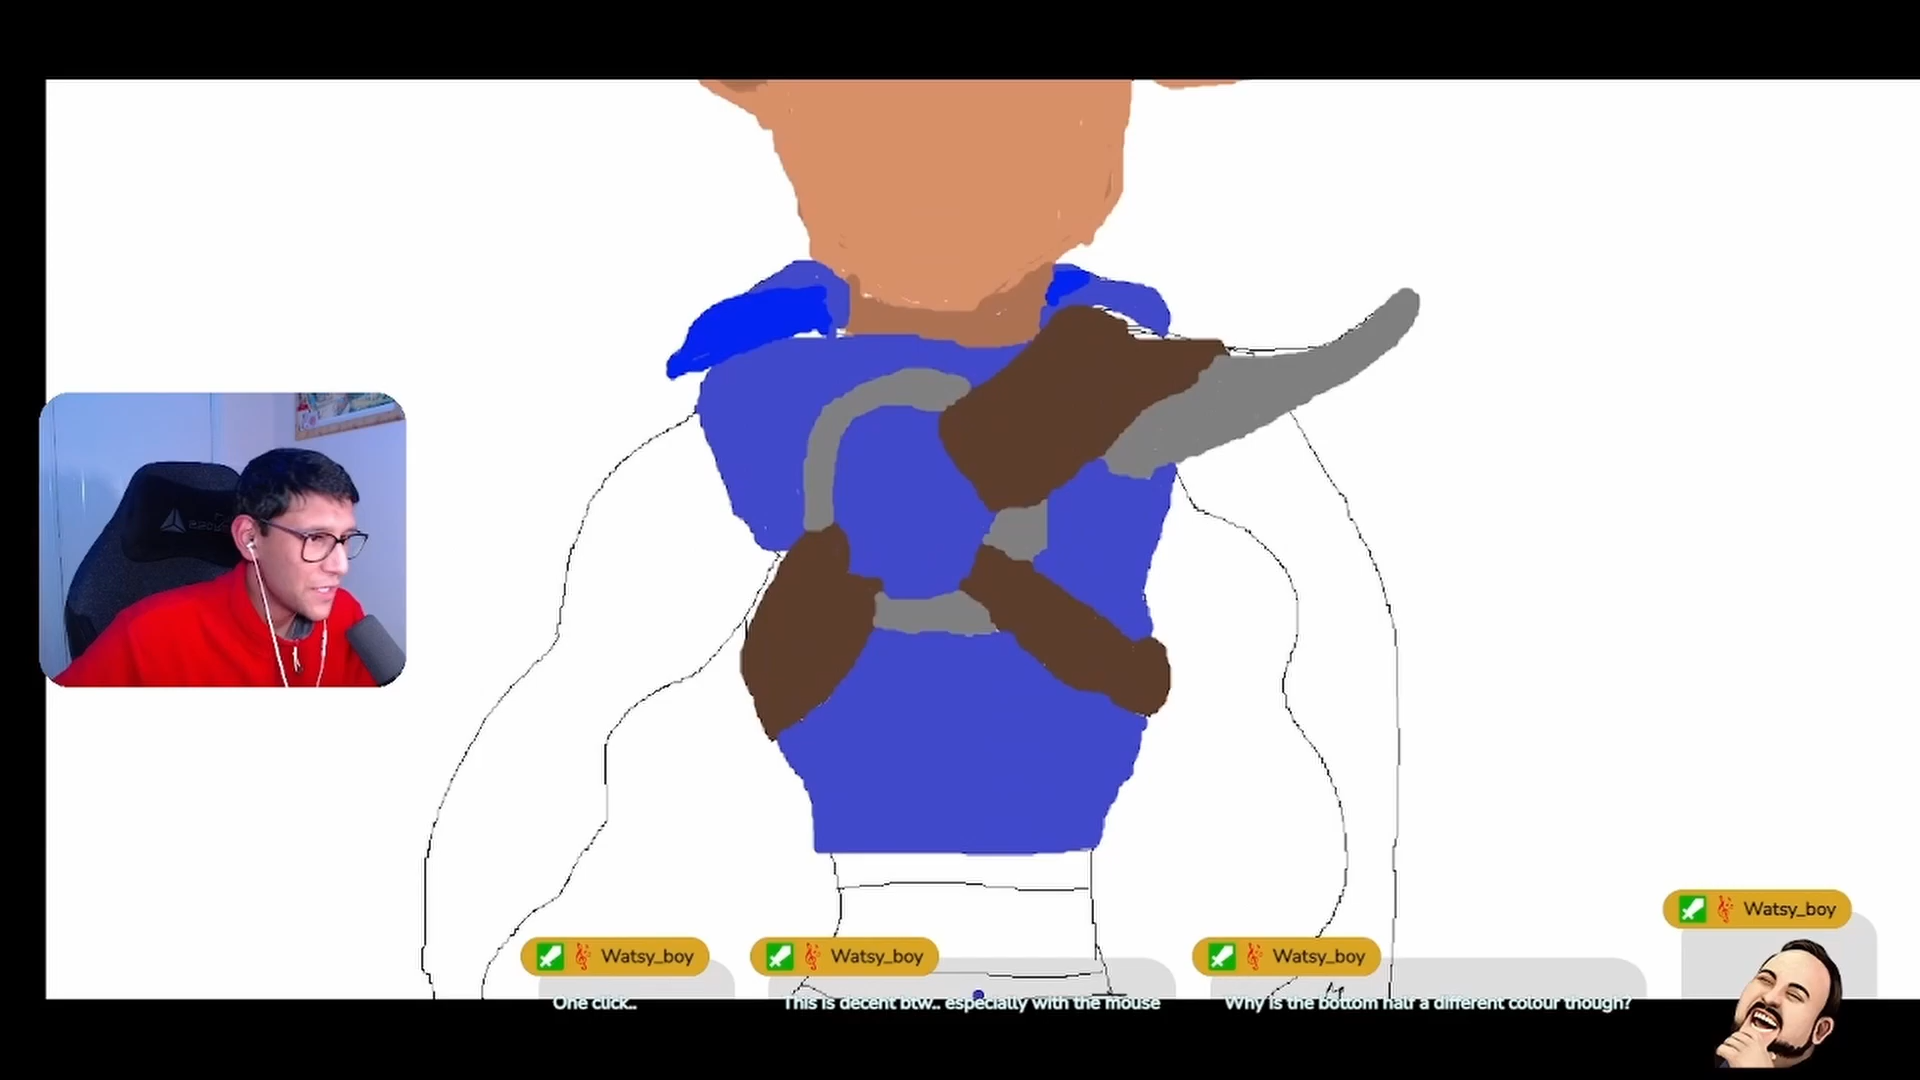 Watsy_boy
Watsy_boy
Watsy_boy
Watsy_boy
One click..
This is decent btw.. especially with the mouse
Why is the bottom half a different colour though?